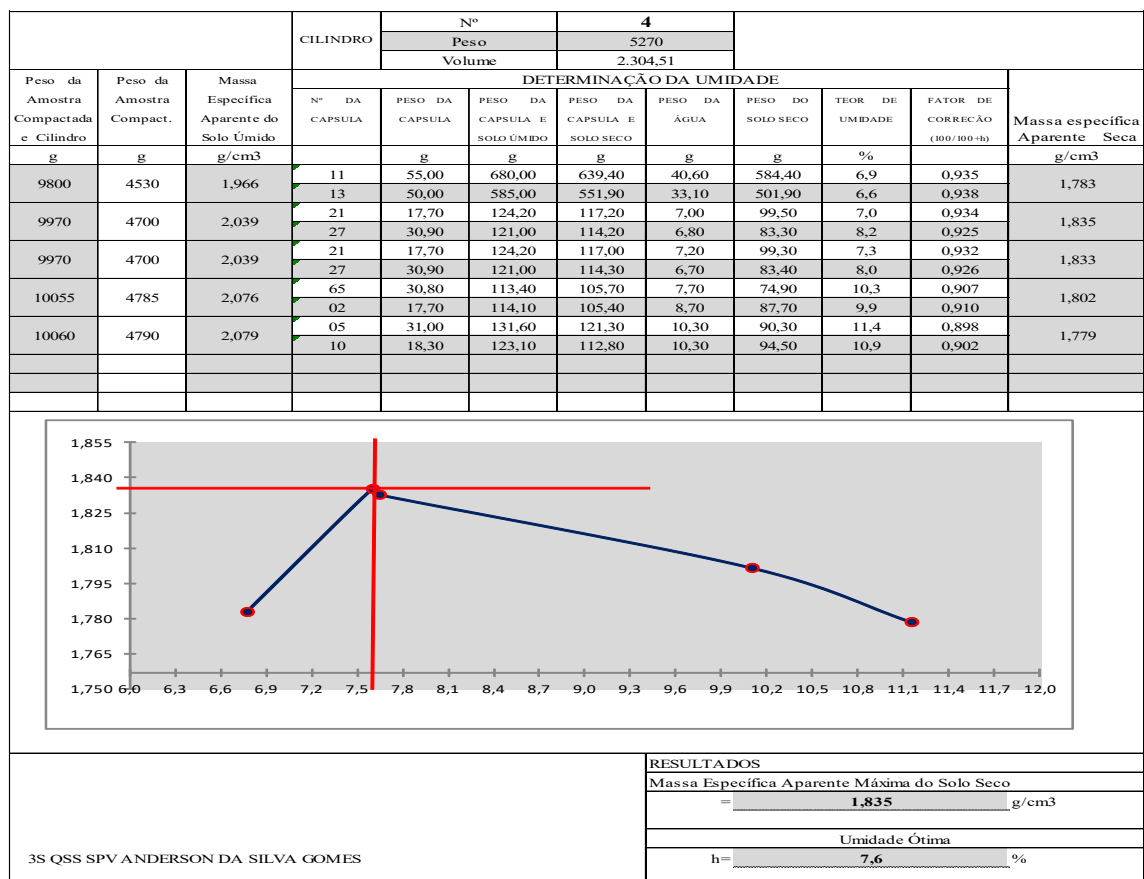 CILINDRO
Nº 4
Peso 5270
Volume 2.304,51
Peso da Amostra Compactada e Cilindro
Peso da Amostra Compact.
Massa Específica Aparente do Solo Úmido
DETERMINAÇÃO DA UMIDADE
Nº DA CAPSULA
PESO DA CAPSULA
PESO DA CAPSULA E SOLO ÚMIDO
PESO DA CAPSULA E SOLO SECO
PESO DA ÁGUA
PESO DO SOLO SECO
TEOR DE UMIDADE
FATOR DE CORRECÃO (100/100+h)
Massa específica Aparente Seca
g g g/cm3 g g g g g % g/cm3
9800 4530 1,966 11 55,00 680,00 639,40 40,60 584,40 6,9 0,935 1,783
13 50,00 585,00 551,90 33,10 501,90 6,6 0,938
9970 4700 2,039 21 17,70 124,20 117,20 7,00 99,50 7,0 0,934 1,835
27 30,90 121,00 114,20 6,80 83,30 8,2 0,925
9970 4700 2,039 21 17,70 124,20 117,00 7,20 99,30 7,3 0,932 1,833
27 30,90 121,00 114,30 6,70 83,40 8,0 0,926
10055 4785 2,076 65 30,80 113,40 105,70 7,70 74,90 10,3 0,907 1,802
02 17,70 114,10 105,40 8,70 87,70 9,9 0,910
10060 4790 2,079 05 31,00 131,60 121,30 10,30 90,30 11,4 0,898 1,779
10 18,30 123,10 112,80 10,30 94,50 10,9 0,902
1,855
1,840
1,825
1,810
1,795
1,780
1,765
1,750
6,0 6,3 6,6 6,9 7,2 7,5 7,8 8,1 8,4 8,7 9,0 9,3 9,6 9,9 10,2 10,5 10,8 11,1 11,4 11,7 12,0
RESULTADOS
Massa Específica Aparente Máxima do Solo Seco
= 1,835 g/cm3
Umidade Ótima
3S QSS SPV ANDERSON DA SILVA GOMES
h= 7,6 %